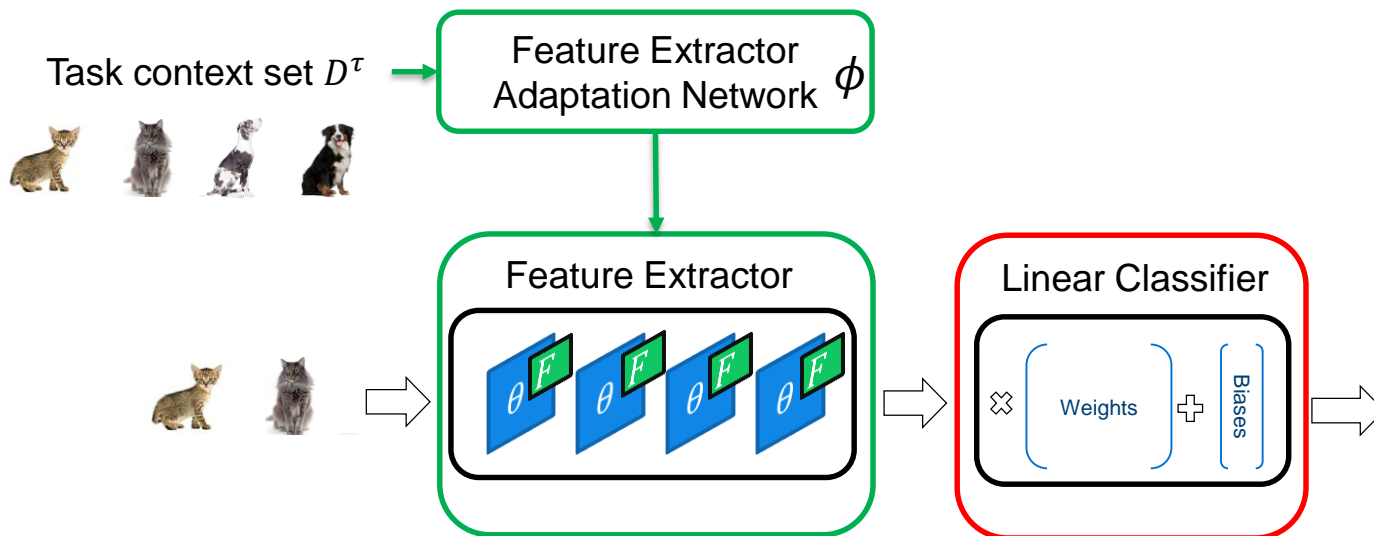 Task context set D^τ
Feature Extractor
Adaptation Network ϕ
Feature Extractor
θ F θ F θ F θ F
Linear Classifier
Weights
Biases